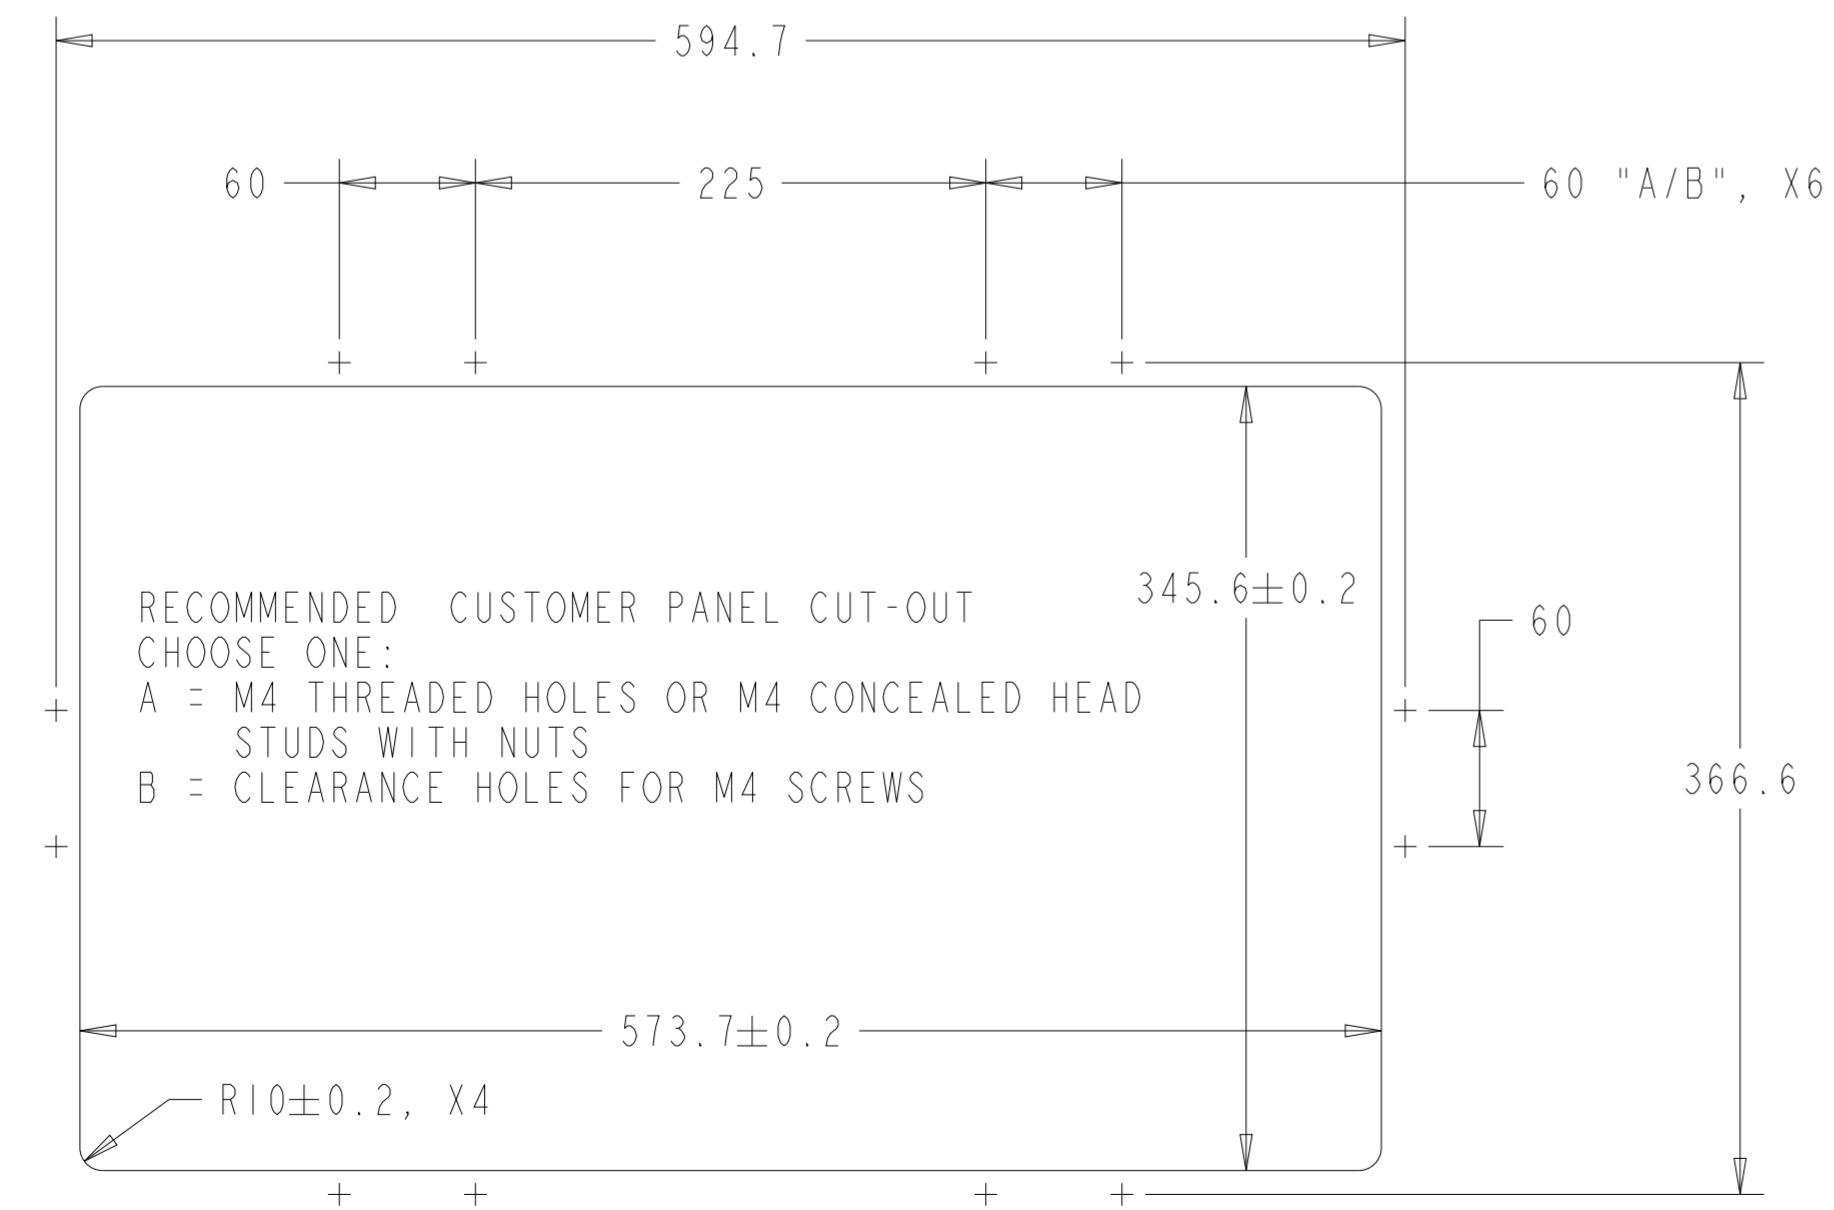 594.7
60
225
60 "A/B", X6
345.6±0.2
RECOMMENDED CUSTOMER PANEL CUT-OUT
CHOOSE ONE:
A = M4 THREADED HOLES OR M4 CONCEALED HEAD
STUDS WITH NUTS
B = CLEARANCE HOLES FOR M4 SCREWS
60
366.6
573.7±0.2
R10±0.2, X4